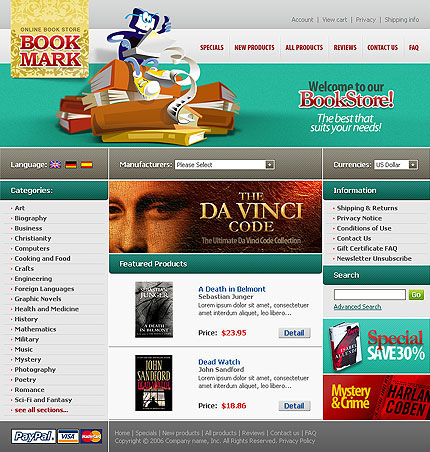 Account | View cart | Privacy | Shipping info
ONLINE BOOK STORE
BOOK
MARK
SPECIALS NEW PRODUCTS ALL PRODUCTS REVIEWS CONTACT US FAQ
Welcome to our
BookStore!
The best that
suits your needs!
Language:
Manufacturers: Please Select
Currencies: US Dollar
Categories:
Art
Biography
Business
Christianity
Computers
Cooking and Food
Crafts
Engineering
Foreign Languages
Graphic Novels
Health and Medicine
History
Mathematics
Military
Music
Mystery
Photography
Poetry
Romance
Sci-Fi and Fantasy
see all sections...
THE
DA VINCI
CODE
The Ultimate Da Vinci Code Collection
Featured Products
SEBASTIAN
JUNGER
A DEATH
IN BELMONT
A Death in Belmont
Sebastian Junger
Lorem ipsum dolor sit amet, consectetuer
amet interdum aliquet, leo libero...
Price: $23.95 Detail
JOHN
SANDFORD
DEAD WATCH
Dead Watch
John Sandford
Lorem ipsum dolor sit amet, consectetuer
amet interdum aliquet, leo libero...
Price: $18.86 Detail
Information
Shipping & Returns
Privacy Notice
Conditions of Use
Contact Us
Gift Certificate FAQ
Newsletter Unsubscribe
Search
Go
Advanced Search
Special
SAVE 30%
Mystery
& Crime
HARLAN
COBEN
PayPal VISA MasterCard
Home | Specials | New products | All products | Reviews | Contact Us | FAQ
Copyright © 2006 Company name, Inc. All Rights Reserved. Privacy Policy